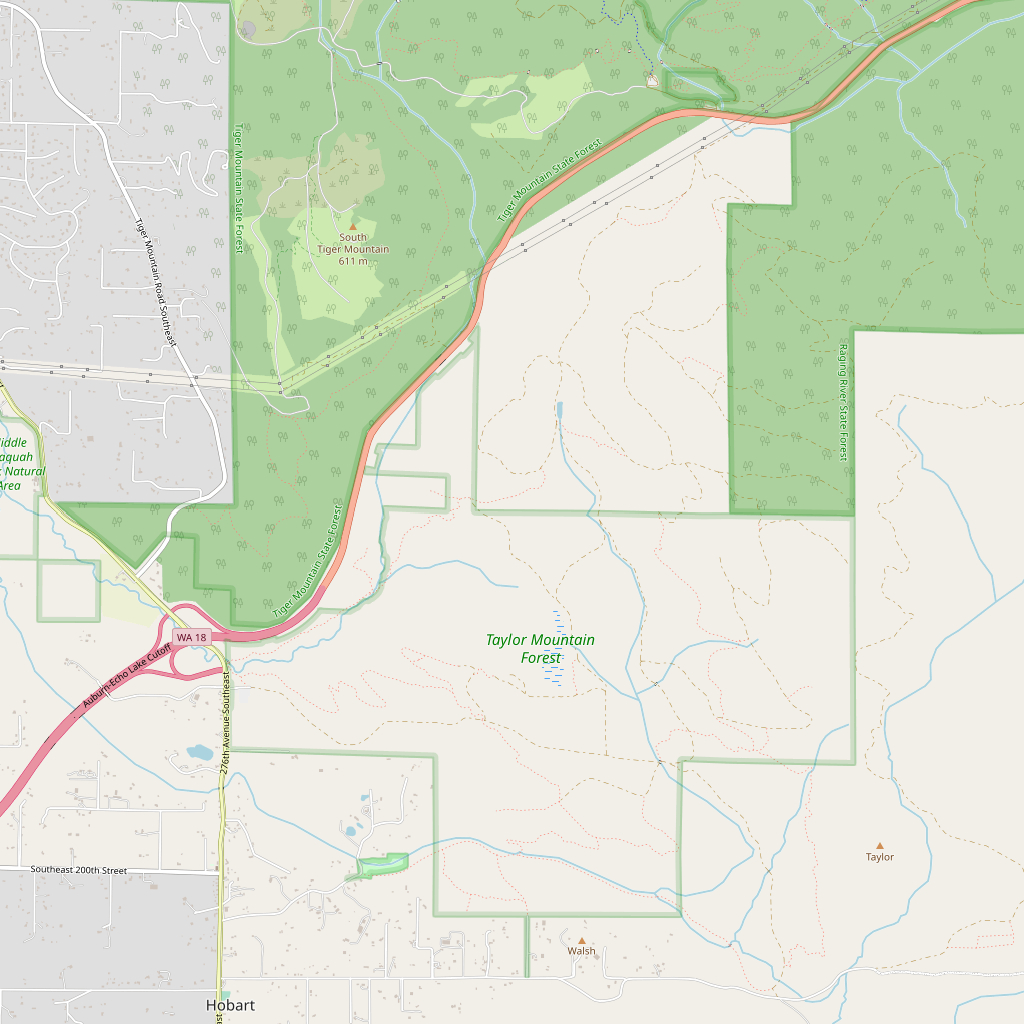 Tiger Mountain State Forest
Tiger Mountain State Forest
South
Tiger Mountain
611 m
Tiger Mountain Road Southeast
Raging River State Forest
iddle
aquah
Natural
Area
Tiger Mountain State Forest
WA 18
Auburn-Echo Lake Cutoff
Taylor Mountain
Forest
276th Avenue Southeast
Southeast 200th Street
Taylor
Walsh
Hobart